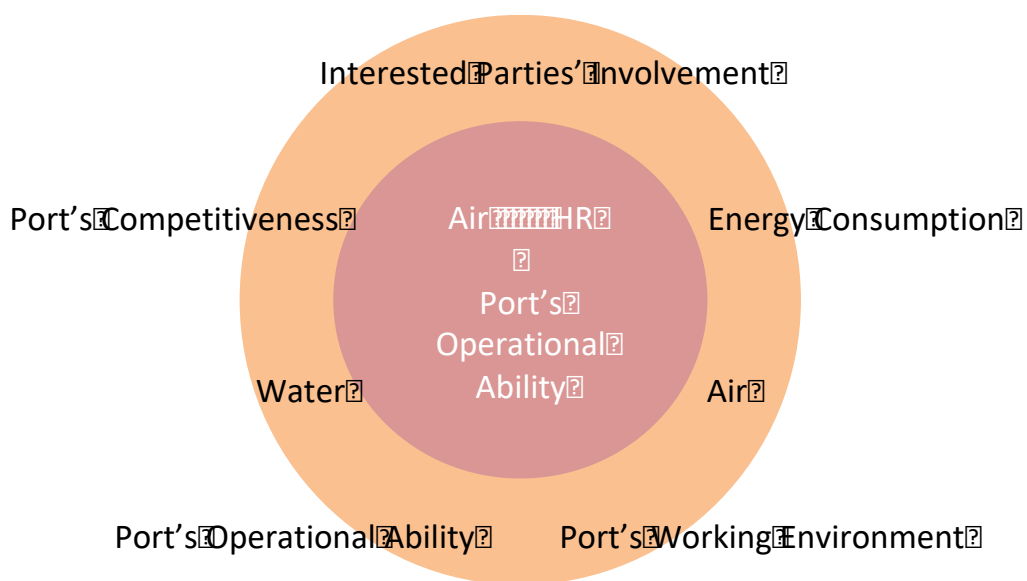 Interested Parties’ Involvement
Port’s Competitiveness
Air HR
Energy Consumption
Port’s
Operational
Ability
Water
Air
Port’s Operational Ability
Port’s Working Environment